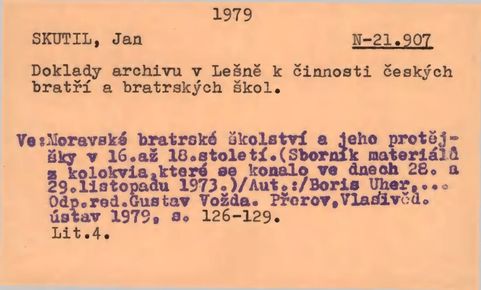 1979
SKUTIL, Jan N-21.907
Doklady archivu v Lešně k činnosti českých
bratří a bratrských škol.
Ve:Moravské bratrské školství a jeho protěj-
šky v 16.až 18.století.(Sborník materiálů
z kolokvia,které se konalo ve dnech 28. a
29.listopadu 1973.)/Aut.:/Boris Uher,...
Odp.red.Gustav Vožda. Přerov,Vlastivěd.
ústav 1979, s. 126-129.
Lit.4.